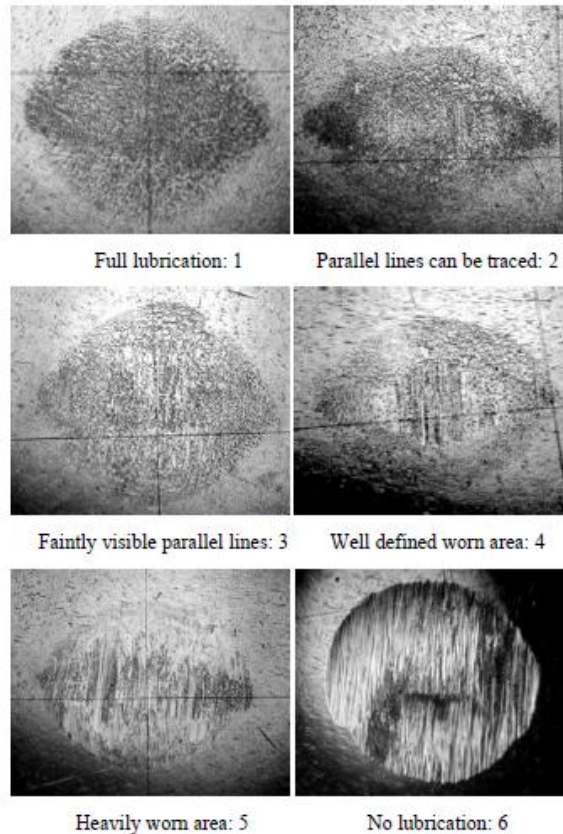 Full lubrication: 1
Parallel lines can be traced: 2
Faintly visible parallel lines: 3
Well defined worn area: 4
Heavily worn area: 5
No lubrication: 6